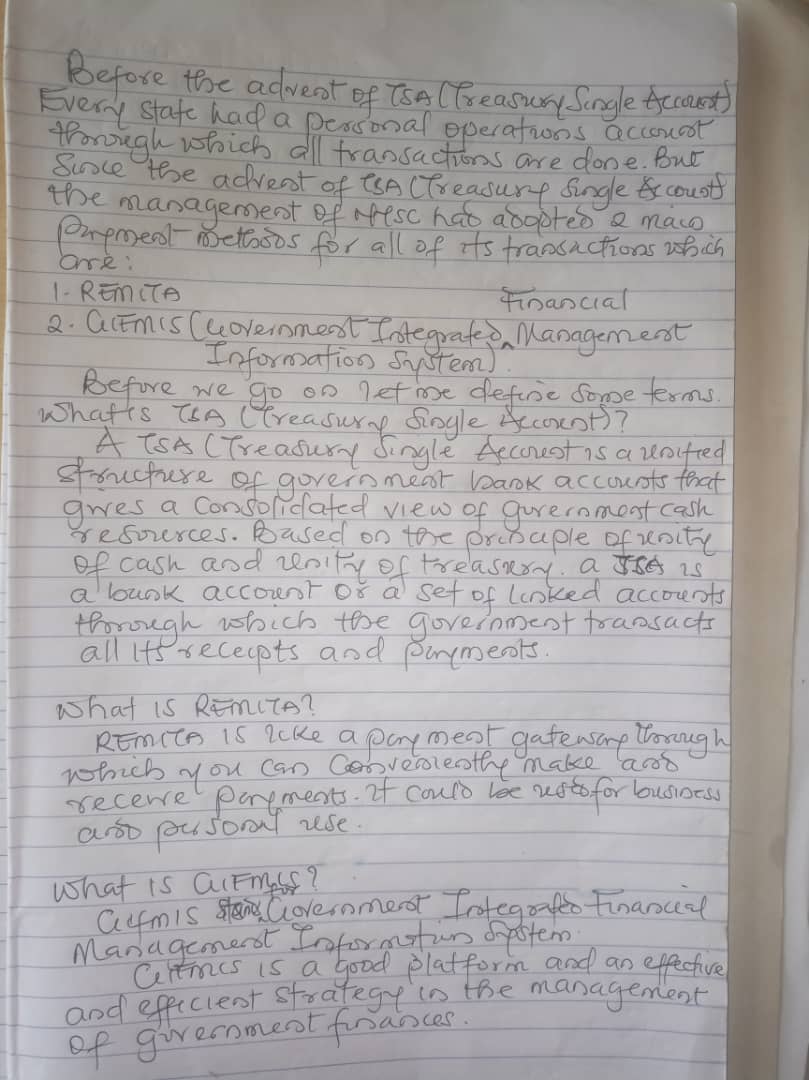 Before the advent of TSA (Treasury Single Account)
Every state had a personal operations account
through which all transactions are done. But
Since the advent of TSA (Treasury Single Account)
the management of NYSC has adopted 2 main
Payment methods for all of its transactions which
are:
1. REMITA
2. GIFMIS (Government Integrated Financial Management
Information System).
Before we go on let me define some terms.
What is TSA (Treasury Single Account)?
A TSA (Treasury Single Account is a unified
structure of government bank accounts that
gives a consolidated view of government cash
resources. Based on the principle of unity
of cash and unity of treasury. a TSA is
a bank account or a set of linked accounts
through which the government transacts
all its receipts and payments.
What is REMITA?
REMITA is like a payment gateway through
which you can conveniently make and
receive payments. It could be used for business
and personal use.
What is GIFMIS?
Gifmis stands for Government Integrated Financial
Management Information System.
GIFMIS is a good platform and an effective
and efficient strategy in the management
of government finances.